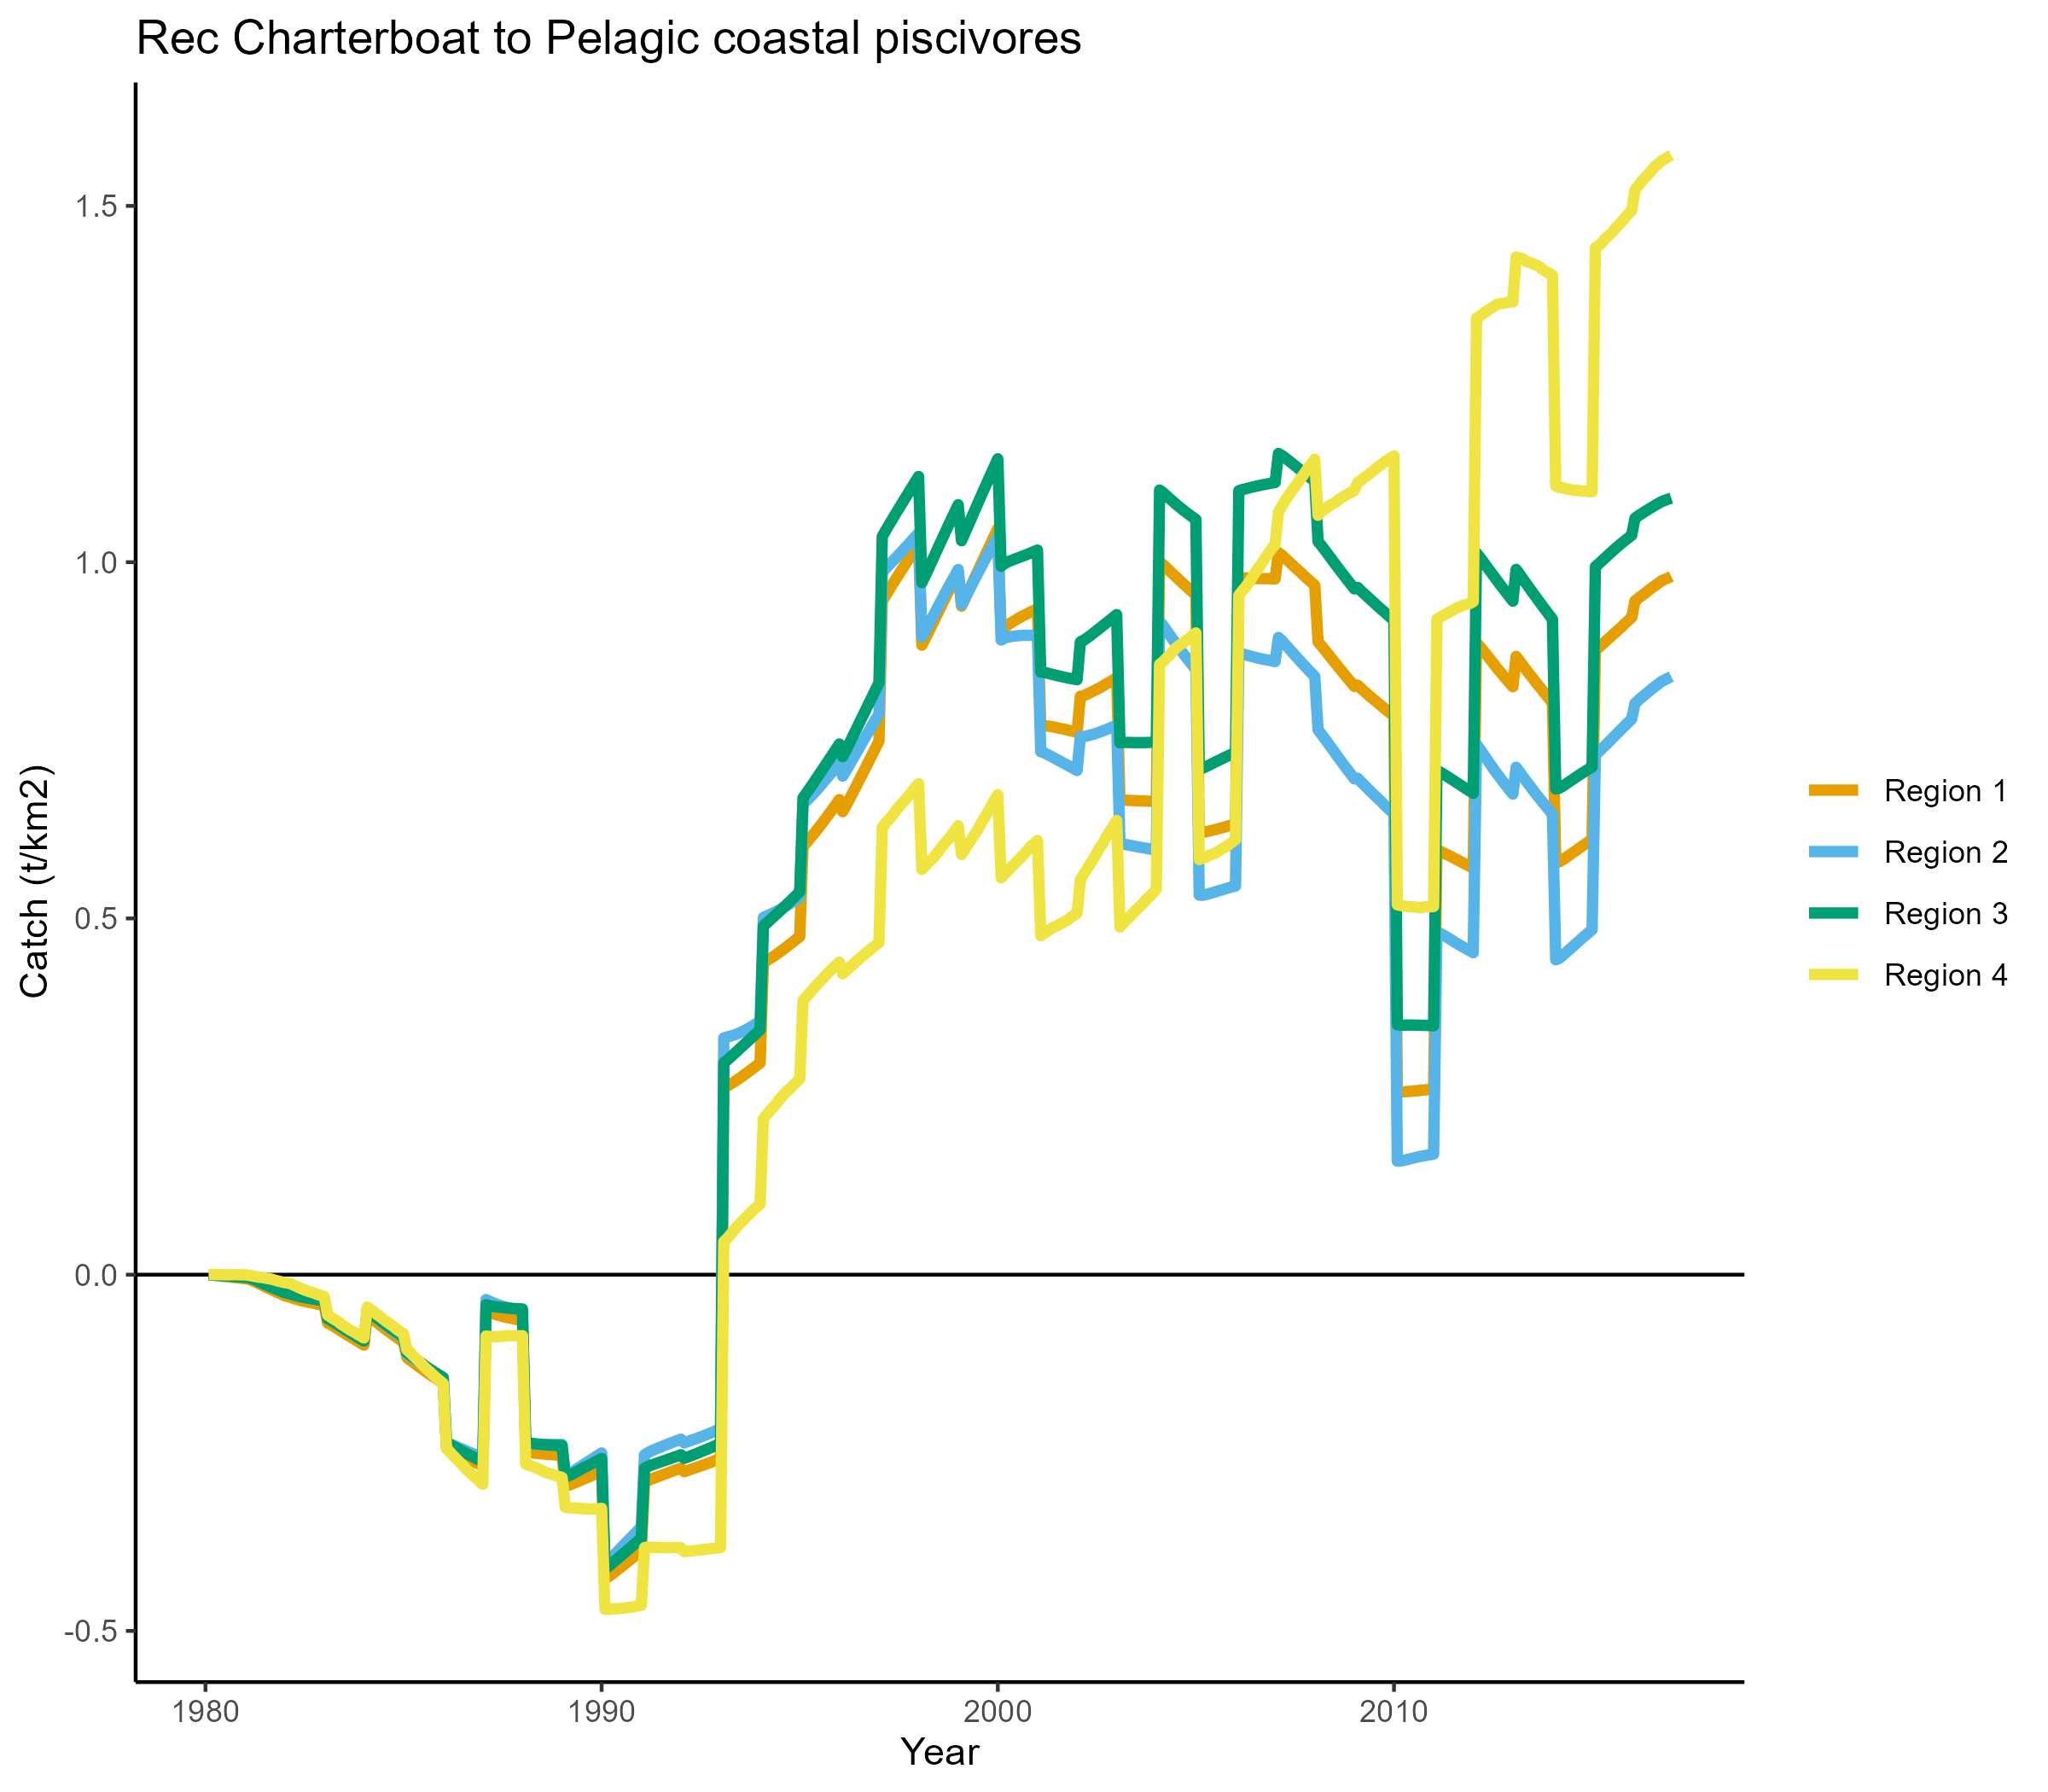 Rec Charterboat to Pelagic coastal piscivores
Catch (t/km2)
1.5
1.0
0.5
0.0
-0.5
1980
1990
2000
2010
Year
Region 1
Region 2
Region 3
Region 4